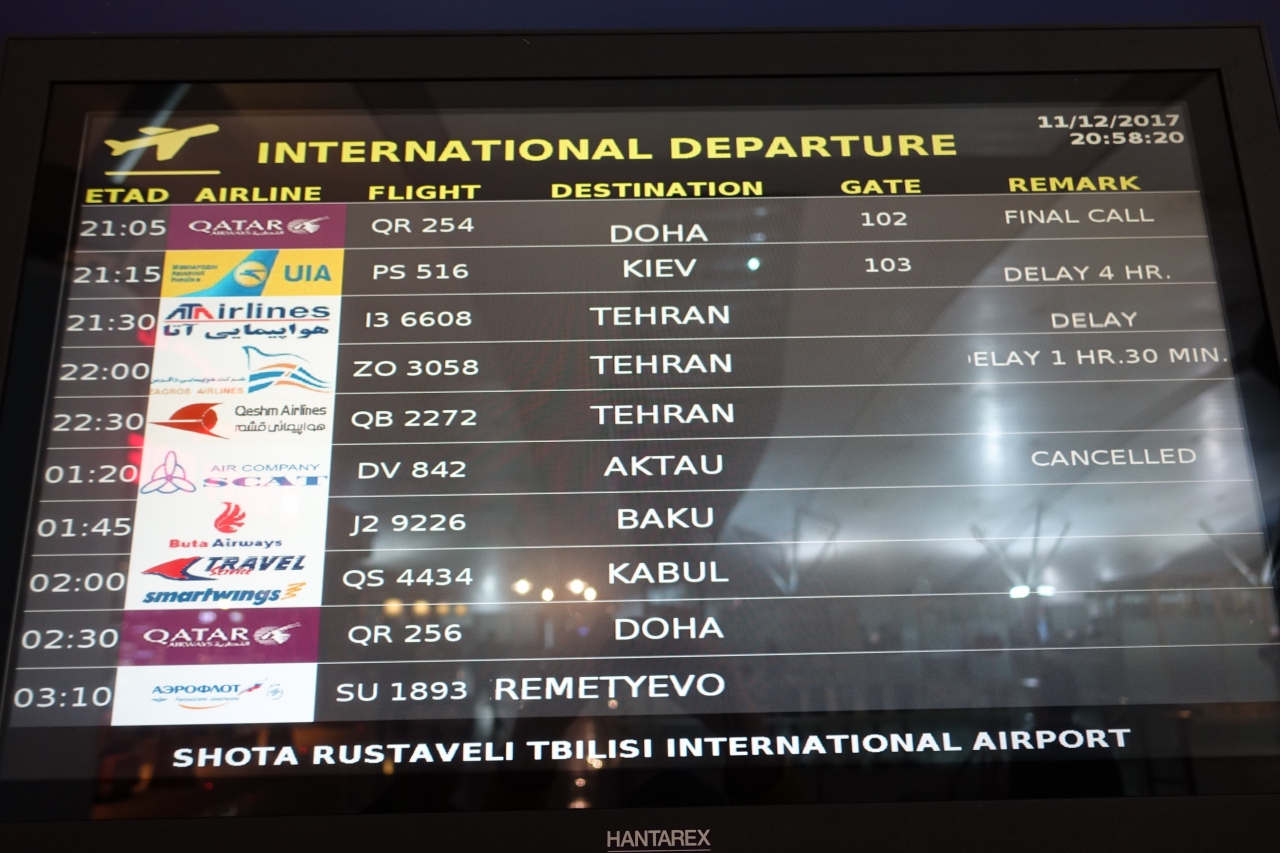 11/12/2017
INTERNATIONAL DEPARTURE 20:58:20
ETAD AIRLINE FLIGHT DESTINATION GATE REMARK
21:05 QATAR AIRWAYS القطرية QR 254 DOHA 102 FINAL CALL
21:15 UIA PS 516 KIEV 103 DELAY 4 HR.
21:30 ATA Airlines هواپیمایی آتا I3 6608 TEHRAN DELAY
22:00 ZAGROS AIRLINES ZO 3058 TEHRAN ELAY 1 HR.30 MIN.
22:30 Qeshm Airlines هواپیمائی قشم QB 2272 TEHRAN
01:20 AIR COMPANY SCAT DV 842 AKTAU CANCELLED
01:45 Buta Airways J2 9226 BAKU
02:00 TRAVEL SERVICE smartwings QS 4434 KABUL
02:30 QATAR AIRWAYS القطرية QR 256 DOHA
03:10 АЭРОФЛОТ SU 1893 REMETYEVO
SHOTA RUSTAVELI TBILISI INTERNATIONAL AIRPORT
HANTAREX